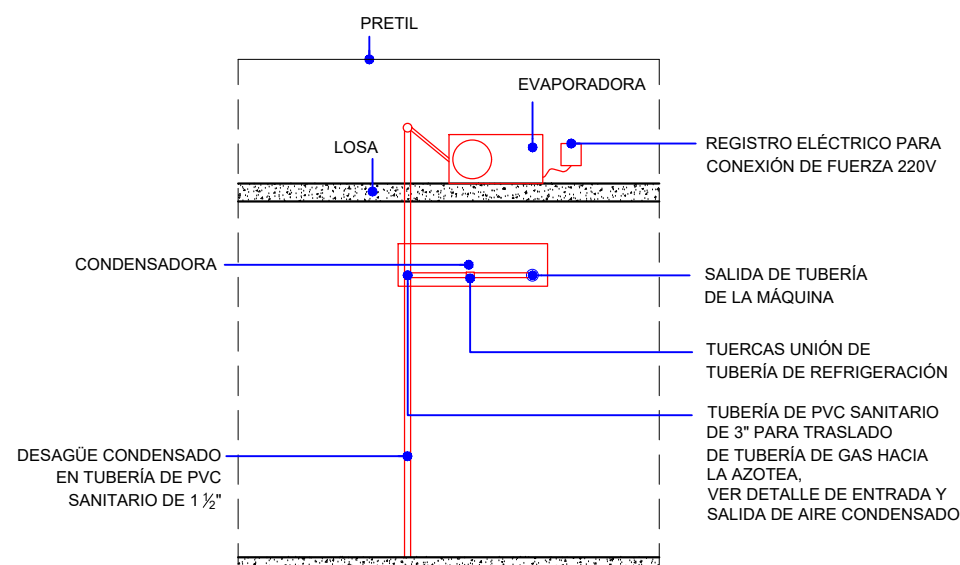 PRETIL
EVAPORADORA
LOSA
REGISTRO ELÉCTRICO PARA
CONEXIÓN DE FUERZA 220V
CONDENSADORA
SALIDA DE TUBERÍA
DE LA MÁQUINA
TUERCAS UNIÓN DE
TUBERÍA DE REFRIGERACIÓN
TUBERÍA DE PVC SANITARIO
DE 3" PARA TRASLADO
DE TUBERÍA DE GAS HACIA
LA AZOTEA,
VER DETALLE DE ENTRADA Y
SALIDA DE AIRE CONDENSADO
DESAGÜE CONDENSADO
EN TUBERÍA DE PVC
SANITARIO DE 1 ½"